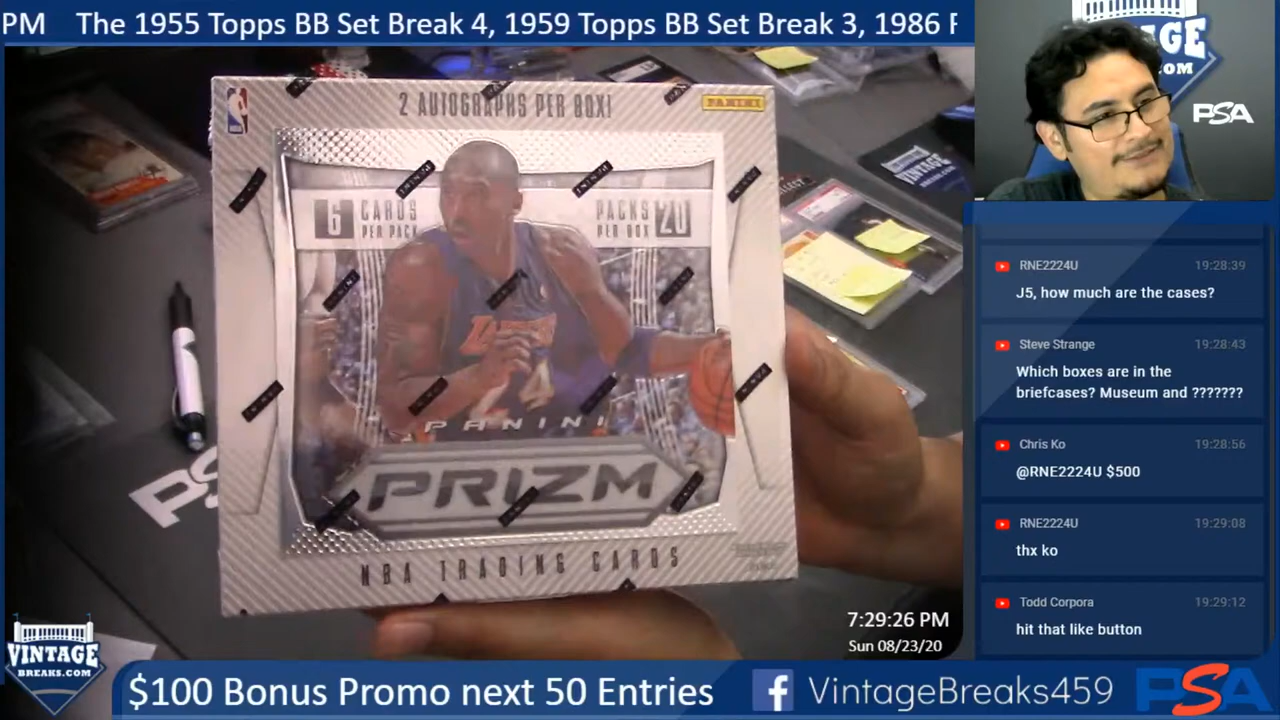 PM The 1955 Topps BB Set Break 4, 1959 Topps BB Set Break 3, 1986 F
2 AUTOGRAPHS PER BOX!
PANINI
6 CARDS PER PACK
PACKS PER BOX 20
PANINI
PRIZM
NBA TRADING CARDS
PSA
RNE2224U 19:28:39
J5, how much are the cases?
Steve Strange 19:28:43
Which boxes are in the
briefcases? Museum and ???????
Chris Ko 19:28:56
@RNE2224U $500
RNE2224U 19:29:08
thx ko
Todd Corpora 19:29:12
hit that like button
7:29:26 PM
Sun 08/23/20
VINTAGE
BREAKS.COM
$100 Bonus Promo next 50 Entries
VintageBreaks459
PSA